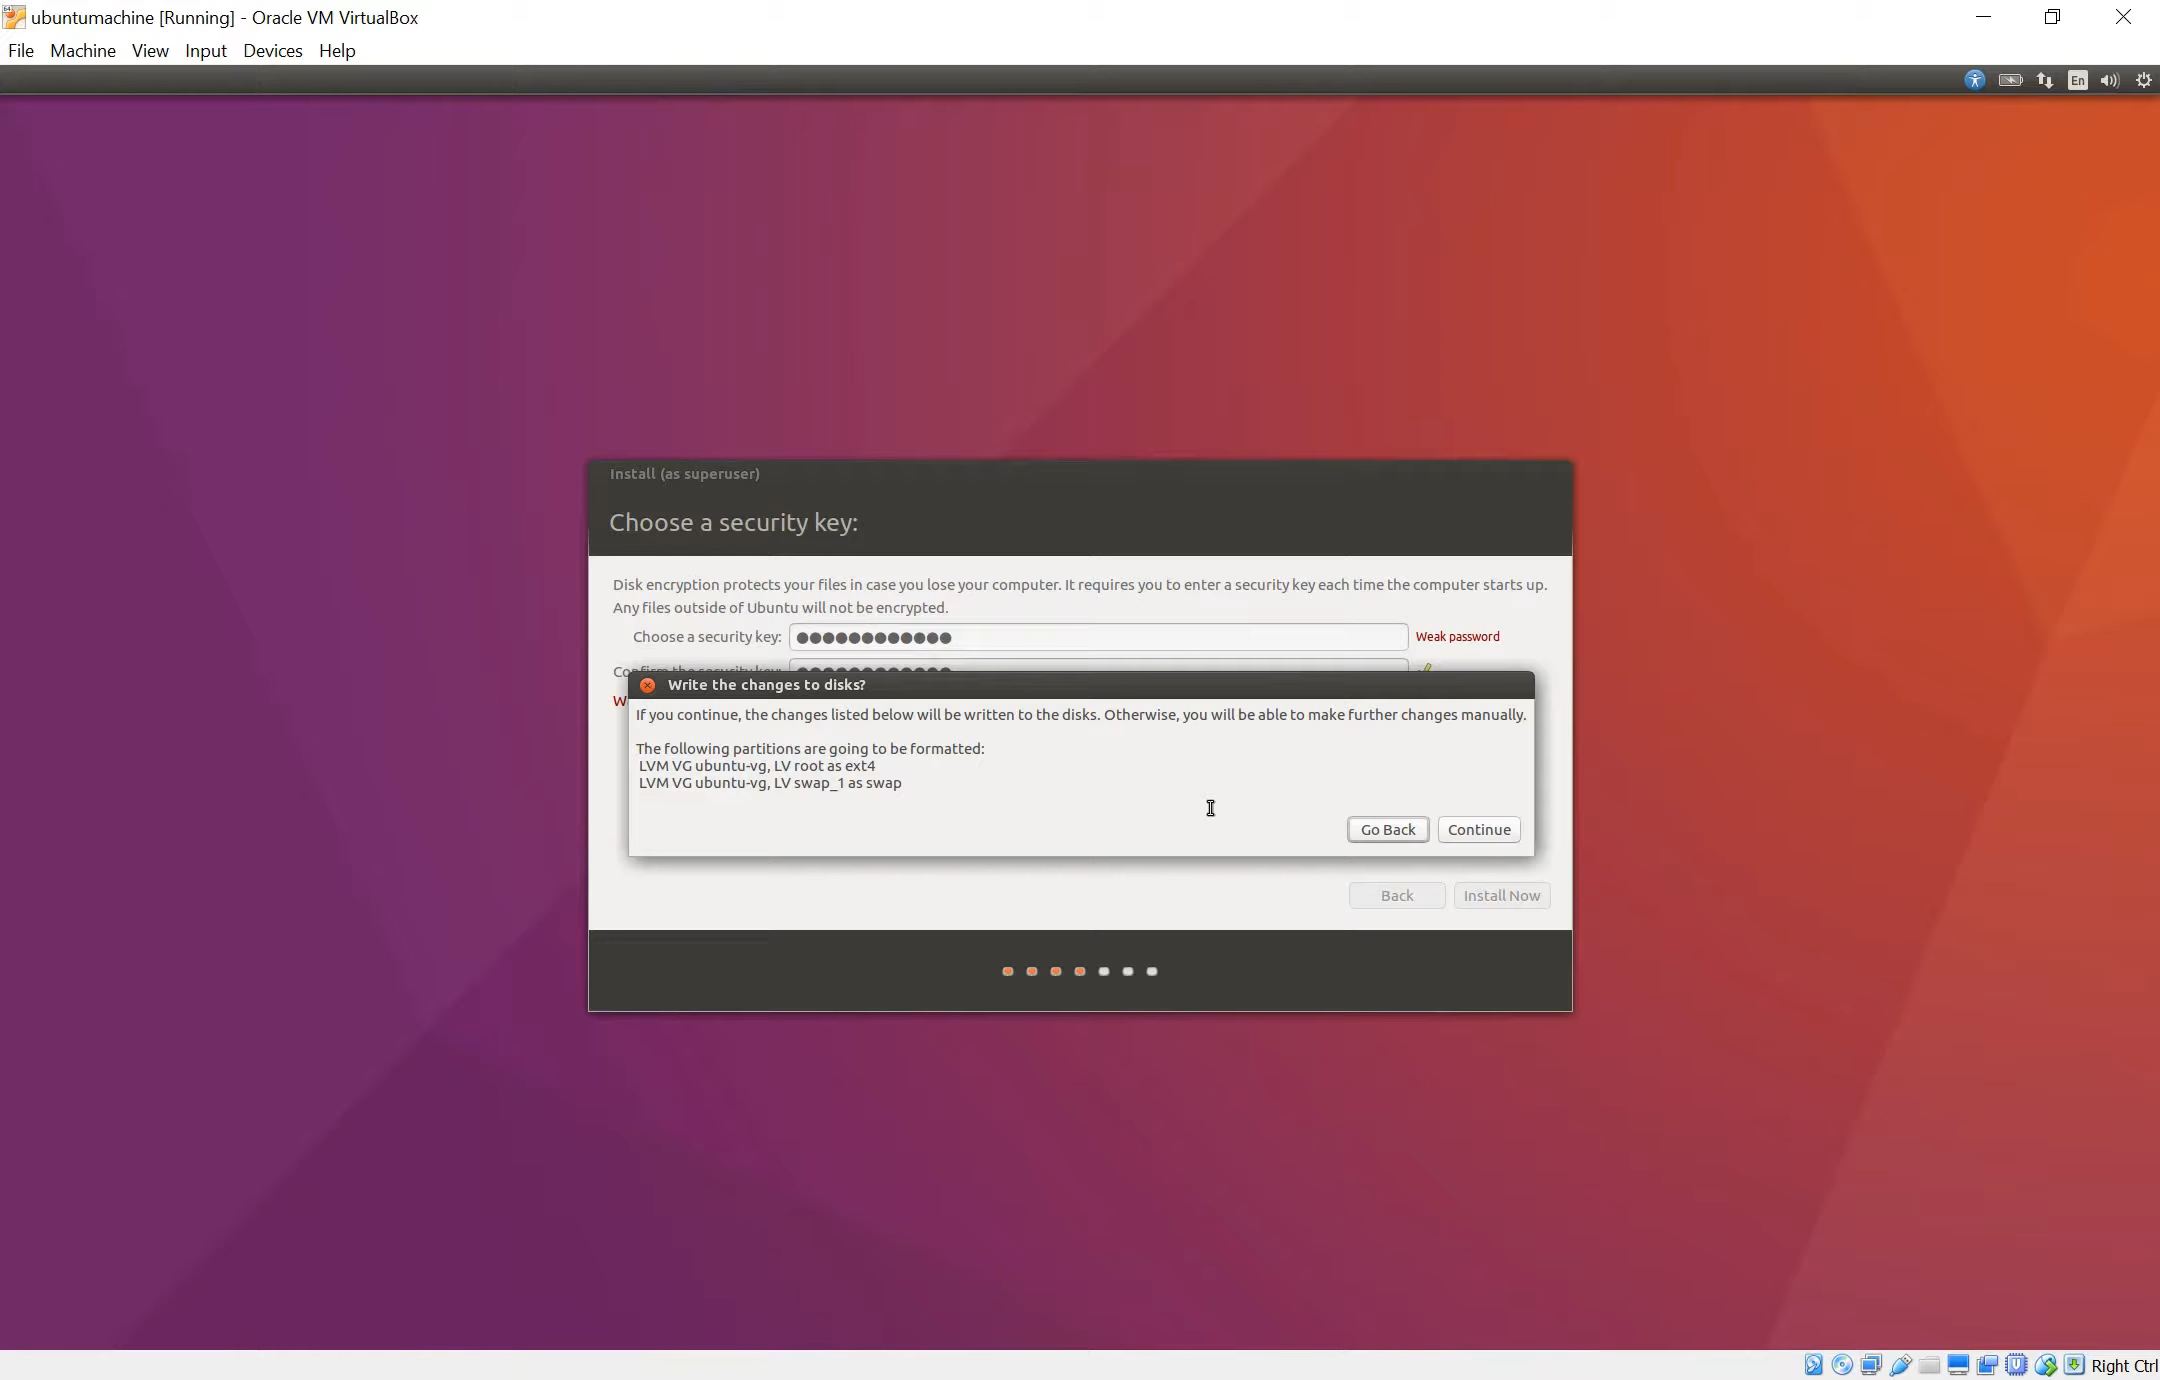 ubuntumachine [Running] - Oracle VM VirtualBox
File Machine View Input Devices Help
En
Install (as superuser)
Choose a security key:
Disk encryption protects your files in case you lose your computer. It requires you to enter a security key each time the computer starts up.
Any files outside of Ubuntu will not be encrypted.
Choose a security key: ●●●●●●●●●●●● Weak password
Write the changes to disks?
If you continue, the changes listed below will be written to the disks. Otherwise, you will be able to make further changes manually.
The following partitions are going to be formatted:
LVM VG ubuntu-vg, LV root as ext4
LVM VG ubuntu-vg, LV swap_1 as swap
Go Back Continue
Back Install Now
Right Ctrl